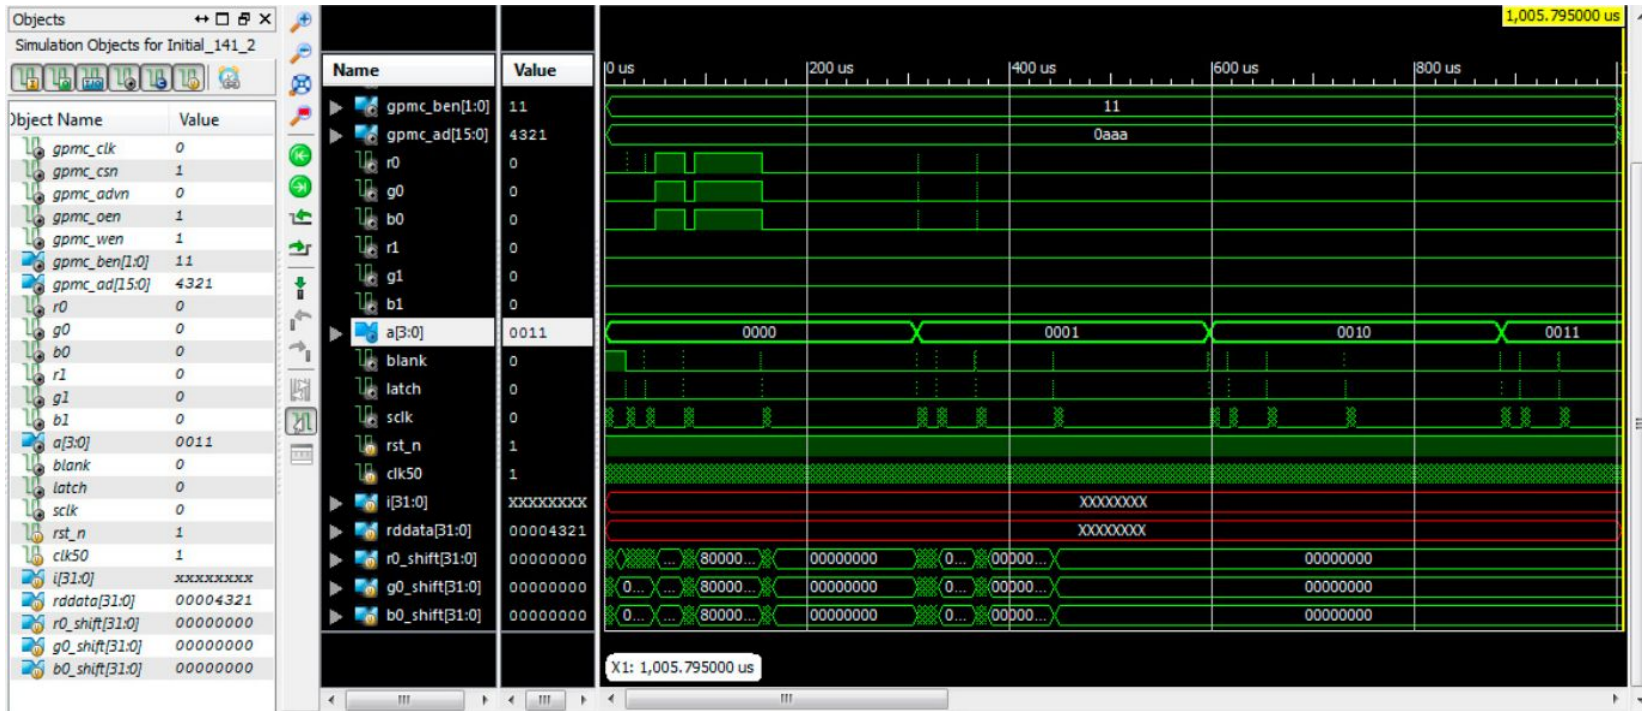 Objects
Simulation Objects for Initial_141_2
Object Name Value
gpmc_clk 0
gpmc_csn 1
gpmc_advn 0
gpmc_oen 1
gpmc_wen 1
gpmc_ben[1:0] 11
gpmc_ad[15:0] 4321
r0 0
g0 0
b0 0
r1 0
g1 0
b1 0
a[3:0] 0011
blank 0
latch 0
sclk 0
rst_n 1
clk50 1
i[31:0] XXXXXXXX
rddata[31:0] 00004321
r0_shift[31:0] 00000000
g0_shift[31:0] 00000000
b0_shift[31:0] 00000000
1,005.795000 us
Name Value 0 us 200 us 400 us 600 us 800 us
gpmc_ben[1:0] 11 11
gpmc_ad[15:0] 4321 0aaa
r0 0
g0 0
b0 0
r1 0
g1 0
b1 0
a[3:0] 0011 0000 0001 0010 0011
blank 0
latch 0
sclk 0
rst_n 1
clk50 1
i[31:0] XXXXXXXX XXXXXXXX
rddata[31:0] 00004321 XXXXXXXX
r0_shift[31:0] 00000000 ... 80000... 00000000 0... 00000... 00000000
g0_shift[31:0] 00000000 0... ... 80000... 00000000 0... 00000... 00000000
b0_shift[31:0] 00000000 0... ... 80000... 00000000 0... 00000... 00000000
X1: 1,005.795000 us